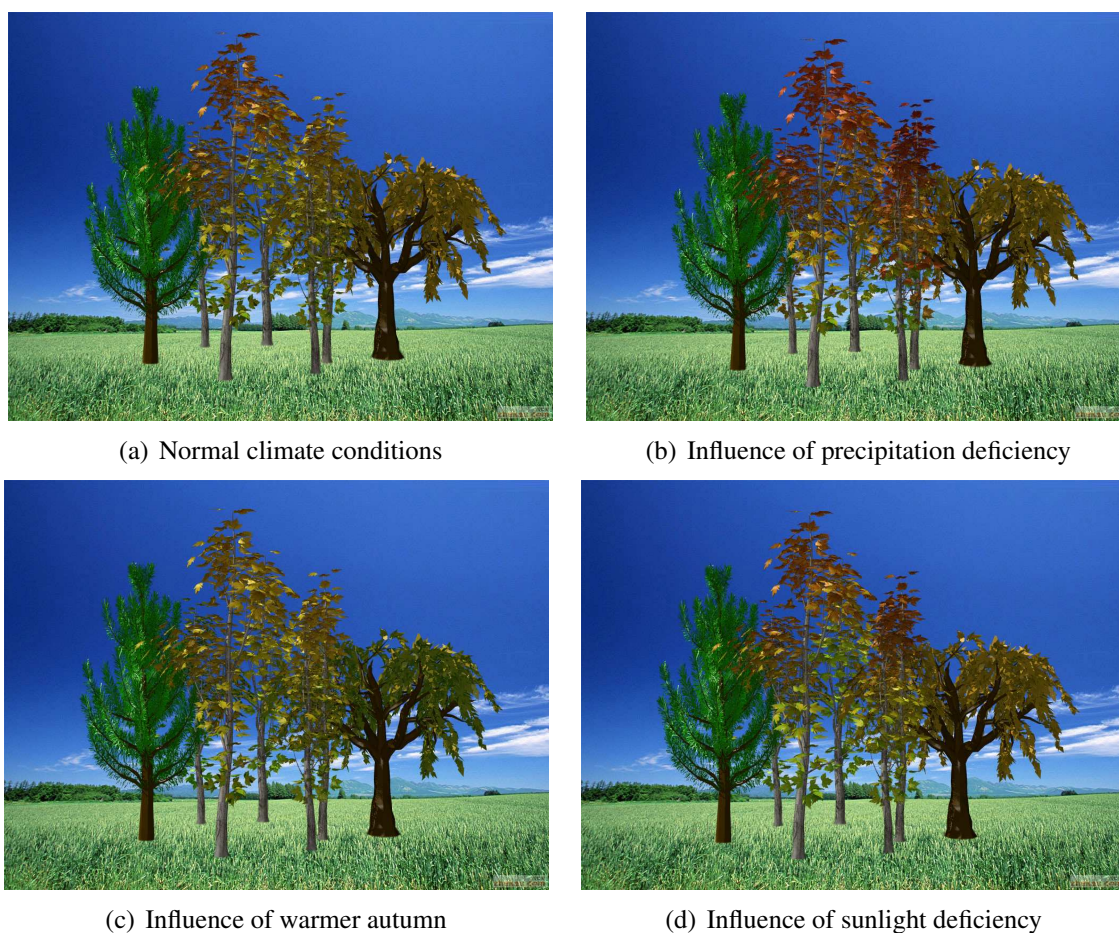 (a) Normal climate conditions
(b) Influence of precipitation deficiency
(c) Influence of warmer autumn
(d) Influence of sunlight deficiency